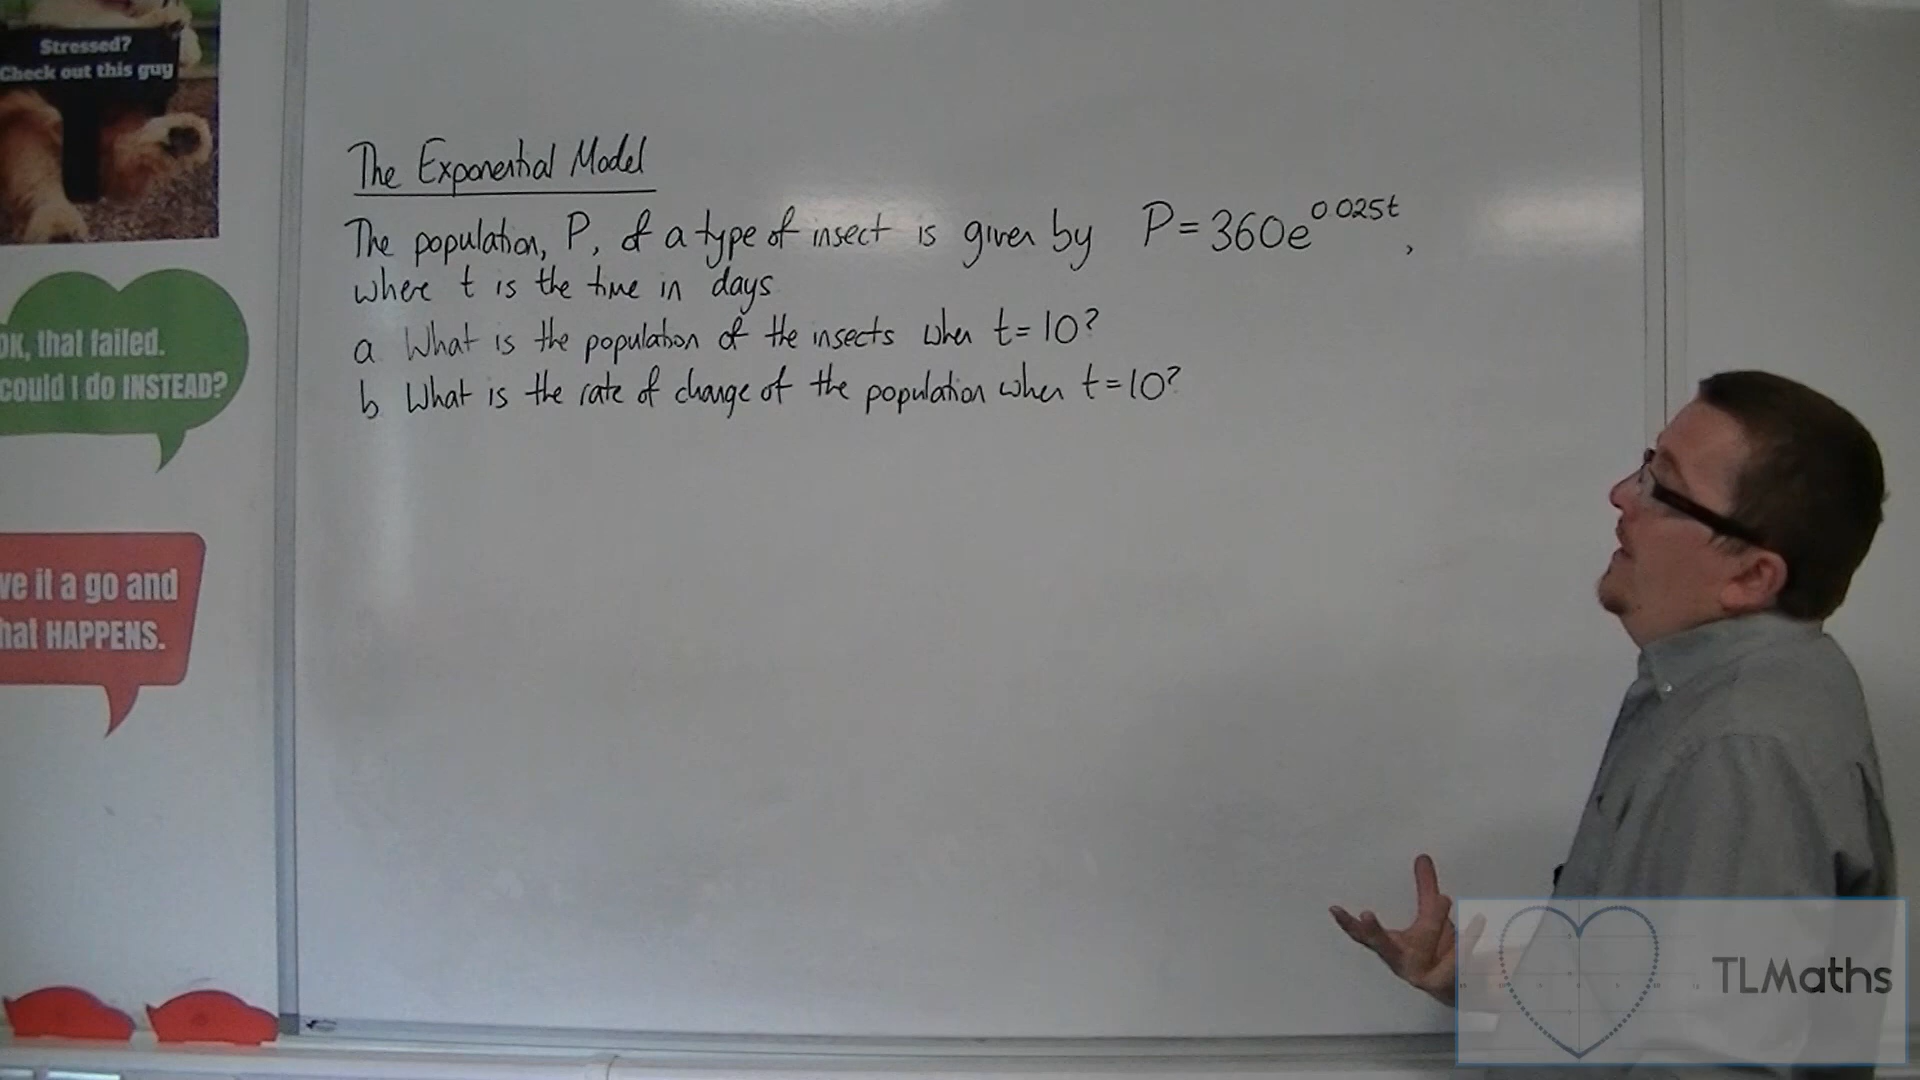 Stressed?
Check out this guy
The Exponential Model
The population, P, of a type of insect is given by P = 360e^0.025t,
where t is the time in days
a What is the population of the insects when t=10?
b What is the rate of change of the population when t=10?
OK, that failed.
could I do INSTEAD?
ve it a go and
hat HAPPENS.
TLMaths